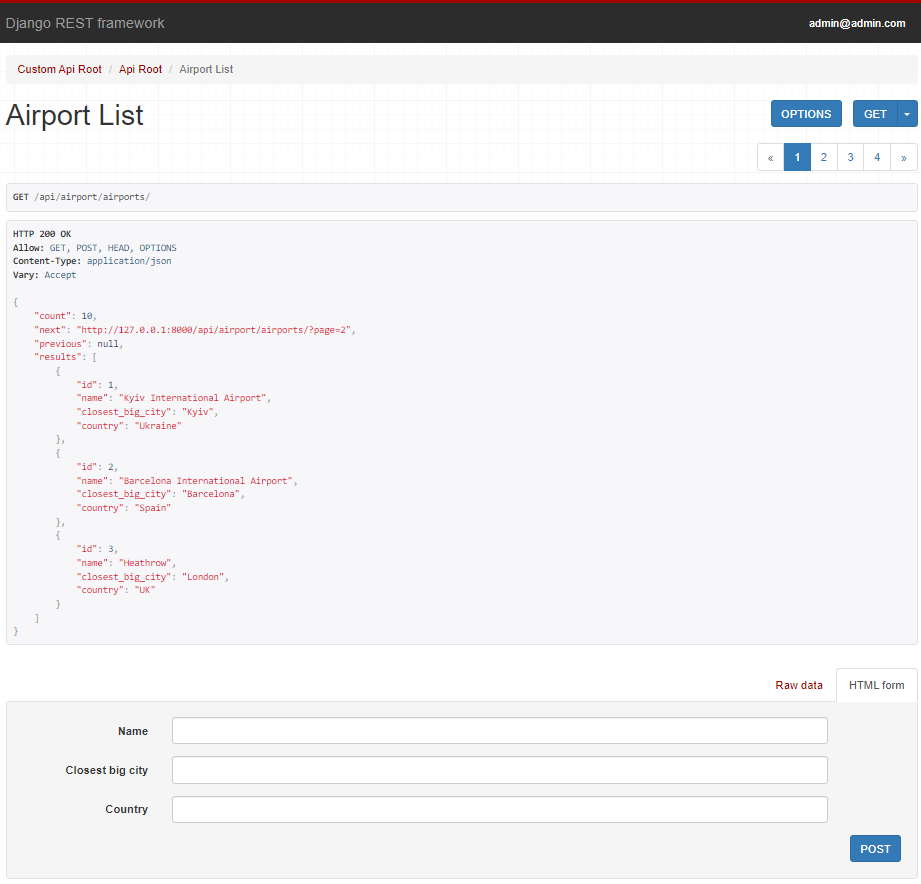 Django REST framework admin@admin.com
Custom Api Root / Api Root / Airport List
Airport List OPTIONS GET
« 1 2 3 4 »
GET /api/airport/airports/
HTTP 200 OK
Allow: GET, POST, HEAD, OPTIONS
Content-Type: application/json
Vary: Accept
{
    "count": 10,
    "next": "http://127.0.0.1:8000/api/airport/airports/?page=2",
    "previous": null,
    "results": [
        {
            "id": 1,
            "name": "Kyiv International Airport",
            "closest_big_city": "Kyiv",
            "country": "Ukraine"
        },
        {
            "id": 2,
            "name": "Barcelona International Airport",
            "closest_big_city": "Barcelona",
            "country": "Spain"
        },
        {
            "id": 3,
            "name": "Heathrow",
            "closest_big_city": "London",
            "country": "UK"
        }
    ]
}
Raw data HTML form
Name
Closest big city
Country
POST